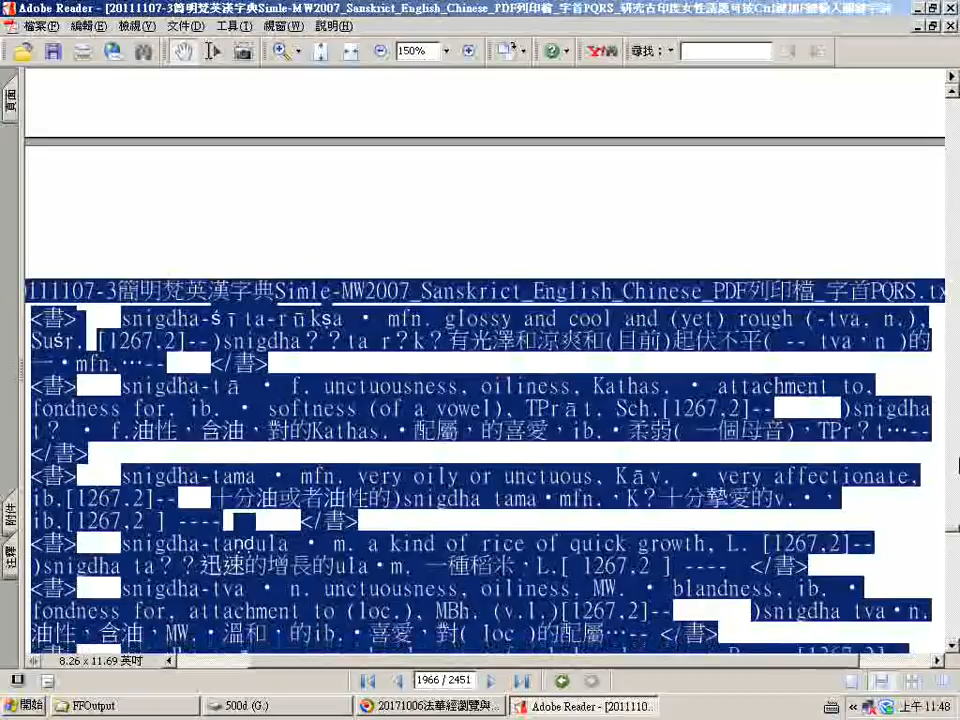 Adobe Reader - [20111107-3簡明梵英漢字典Simle-MW2007_Sanskrict_English_Chinese_PDF列印檔_字首PQRS_研究古印度女性議題可按Ctrl鍵加F鍵輸入關鍵字詞
檔案(F) 編輯(E) 檢視(V) 文件(D) 工具(T) 視窗(W) 說明(H)
150% Y! 尋找:
頁面
0111107-3簡明梵英漢字典Simle-MW2007_Sanskrict_English_Chinese_PDF列印檔_字首PQRS.tx
<書> snigdha-śīta-rūkṣa • mfn. glossy and cool and (yet) rough (-tva, n.),
Suśr. [1267,2]--)snigdha？？ta r？k？有光澤和涼爽和(目前)起伏不平( -- tva，n )的
一•mfn.…-- </書>
<書> snigdha-tā • f. unctuousness, oiliness, Kathas. • attachment to,
fondness for, ib. • softness (of a vowel), TPrāt. Sch.[1267,2]-- )snigdha
t？ • f.油性，含油，對的Kathas.•配屬，的喜愛，ib.•柔弱( 一個母音)，TPr？t…--
</書>
<書> snigdha-tama • mfn. very oily or unctuous, Kāv. • very affectionate,
ib.[1267,2]-- 十分油或者油性的)snigdha tama•mfn.，K？十分摯愛的v.•，
ib.[1267,2 ] ---- </書>
<書> snigdha-taṇḍula • m. a kind of rice of quick growth, L. [1267,2]--
)snigdha ta？？迅速的增長的ula•m. 一種稻米，L.[ 1267,2 ] ---- </書>
<書> snigdha-tva • n. unctuousness, oiliness, MW. • blandness, ib. •
fondness for, attachment to (loc.), MBh. (v.l.)[1267,2]-- )snigdha tva•n.
油性，含油，MW.•溫和，的ib.•喜愛，對( loc )的配屬…-- </書>
附件
註釋
8.26 x 11.69 英吋
1966 / 2451
開始 FFOutput 500d (G:) 20171006法華經瀏覽與... Adobe Reader - [2011110... 上午 11:48